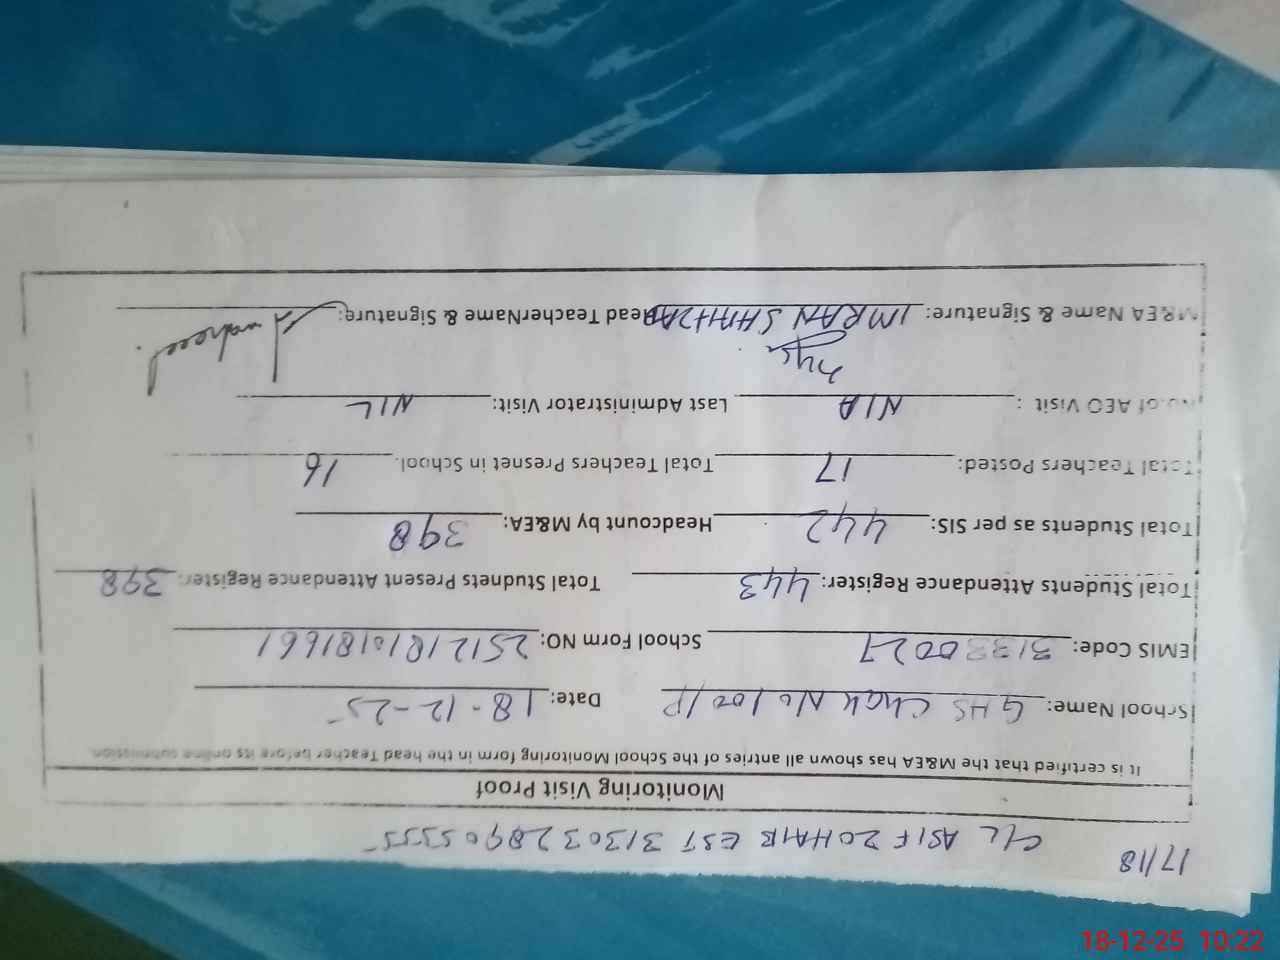 17/18
C/L ASIF ZOHAIB EST 3130328905355
Monitoring Visit Proof
It is certified that the M&EA has shown all antries of the School Monitoring form in the head Teacher before its online submission
School Name: GHS CHAK No 100/P Date: 18-12-25
EMIS Code: 31330027 School Form NO: 2512181018166 1
Total Students Attendance Register: 443 Total Studnets Present Attendant Register: 398
Total Students as per SIS: 442 Headcount by M&EA: 398
Total Teachers Posted: 17 Total Teachers Presnet in School. 16
No.of AEO Visit : N/A Last Administrator Visit: NIL
M&EA Name & Signature: IMRAN SHAHZAD Head TeacherName & Signature:
18-12-25 10:22